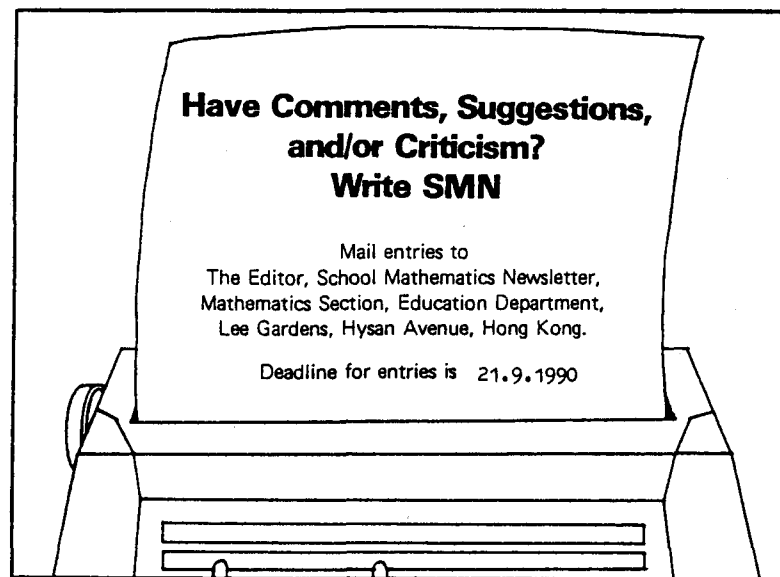 Have Comments, Suggestions,
and/or Criticism?
Write SMN
Mail entries to
The Editor, School Mathematics Newsletter,
Mathematics Section, Education Department,
Lee Gardens, Hysan Avenue, Hong Kong.
Deadline for entries is 21.9.1990